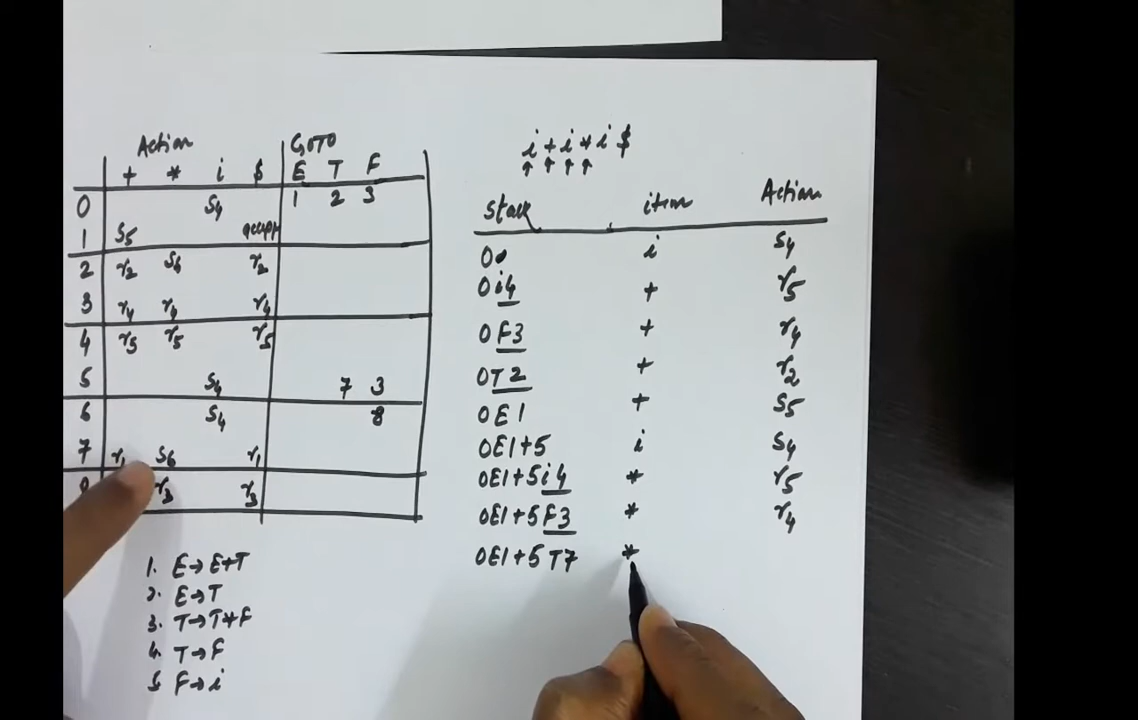 Action GOTO
+ * i $ E T F
0 S4 1 2 3
1 S5 accept
2 r2 S6 r2
3 r4 r4 r4
4 r5 r5 r5
5 S4 7 3
6 S4 8
7 r1 S6 r1
r3 r3
1. E→E+T
2. E→T
3. T→T*F
4. T→F
5 F→i
i + i * i $
↑ ↑ ↑ ↑
Stack item Action
0 i S4
0i4 + r5
0F3 + r4
0T2 + r2
0E1 + S5
0E1+5 i S4
0E1+5i4 * r5
0E1+5F3 * r4
0E1+5T7 *